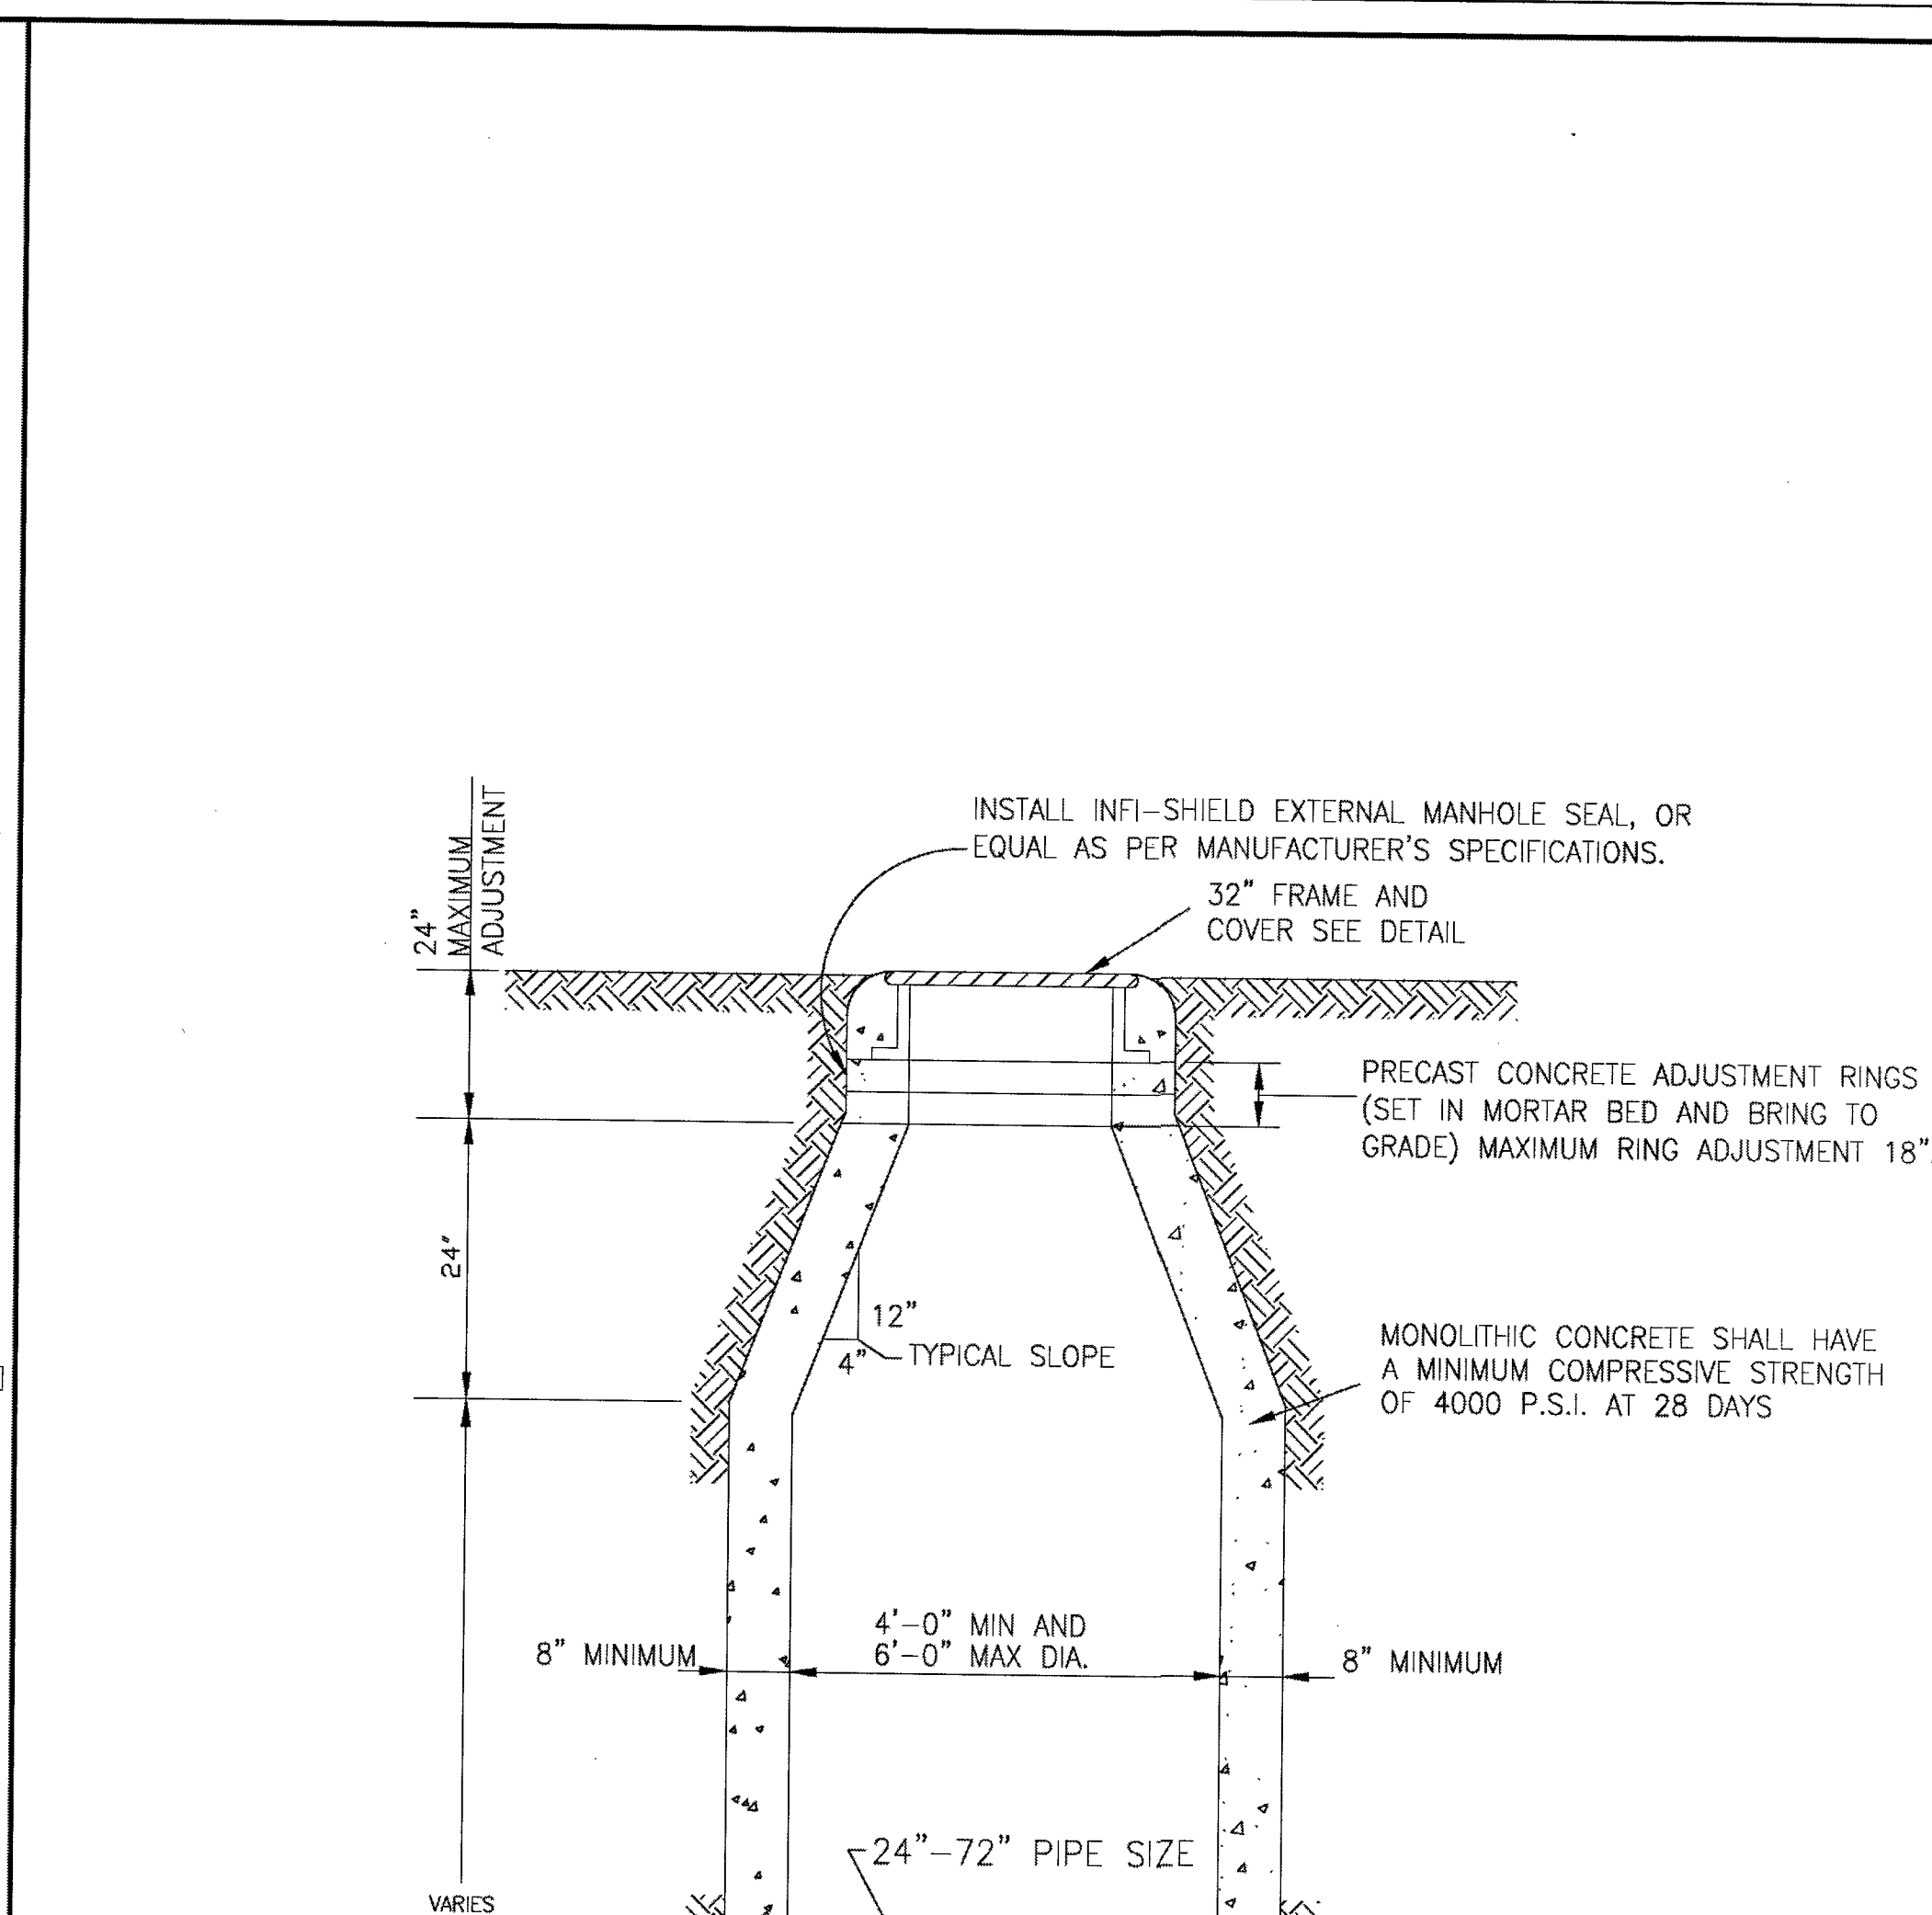 24"
MAXIMUM
ADJUSTMENT
INSTALL INFI-SHIELD EXTERNAL MANHOLE SEAL, OR
EQUAL AS PER MANUFACTURER'S SPECIFICATIONS.
32" FRAME AND
COVER SEE DETAIL
PRECAST CONCRETE ADJUSTMENT RINGS
(SET IN MORTAR BED AND BRING TO
GRADE) MAXIMUM RING ADJUSTMENT 18".
24"
12"
4"
TYPICAL SLOPE
MONOLITHIC CONCRETE SHALL HAVE
A MINIMUM COMPRESSIVE STRENGTH
OF 4000 P.S.I. AT 28 DAYS
8" MINIMUM
4'-0" MIN AND
6'-0" MAX DIA.
8" MINIMUM
24"-72" PIPE SIZE
VARIES